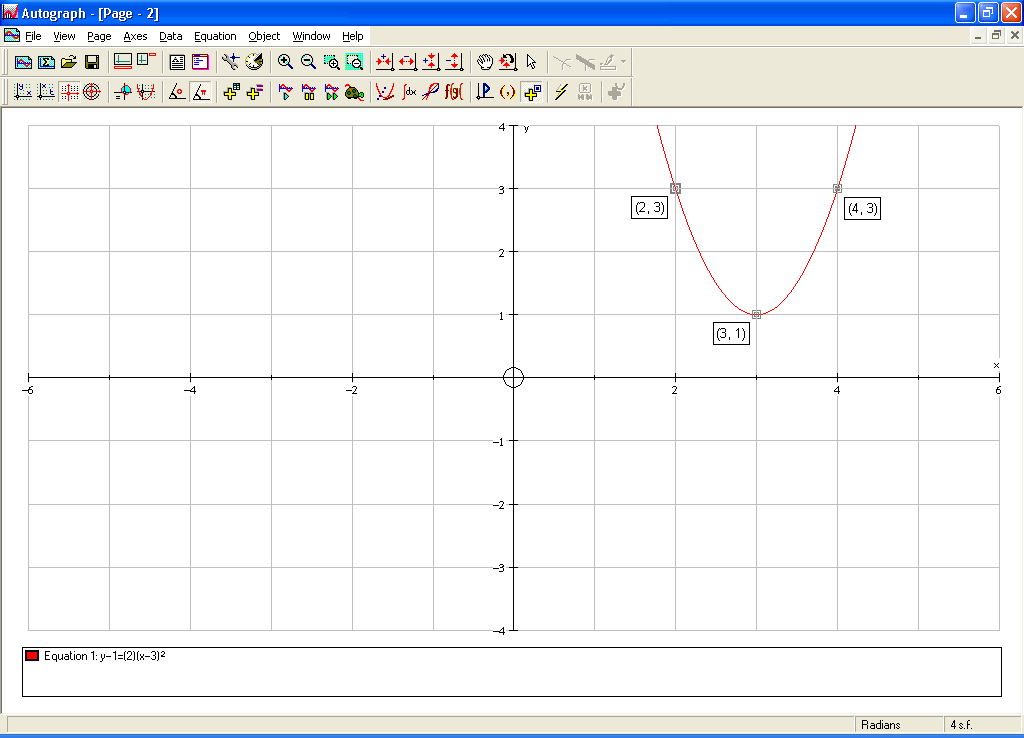 Autograph - [Page - 2]
File View Page Axes Data Equation Object Window Help
y
4
3
2
1
−1
−2
−3
−4
(2, 3)
(4, 3)
(3, 1)
x
−6 −4 −2 2 4 6
Equation 1: y−1=(2)(x−3)²
Radians 4 s.f.